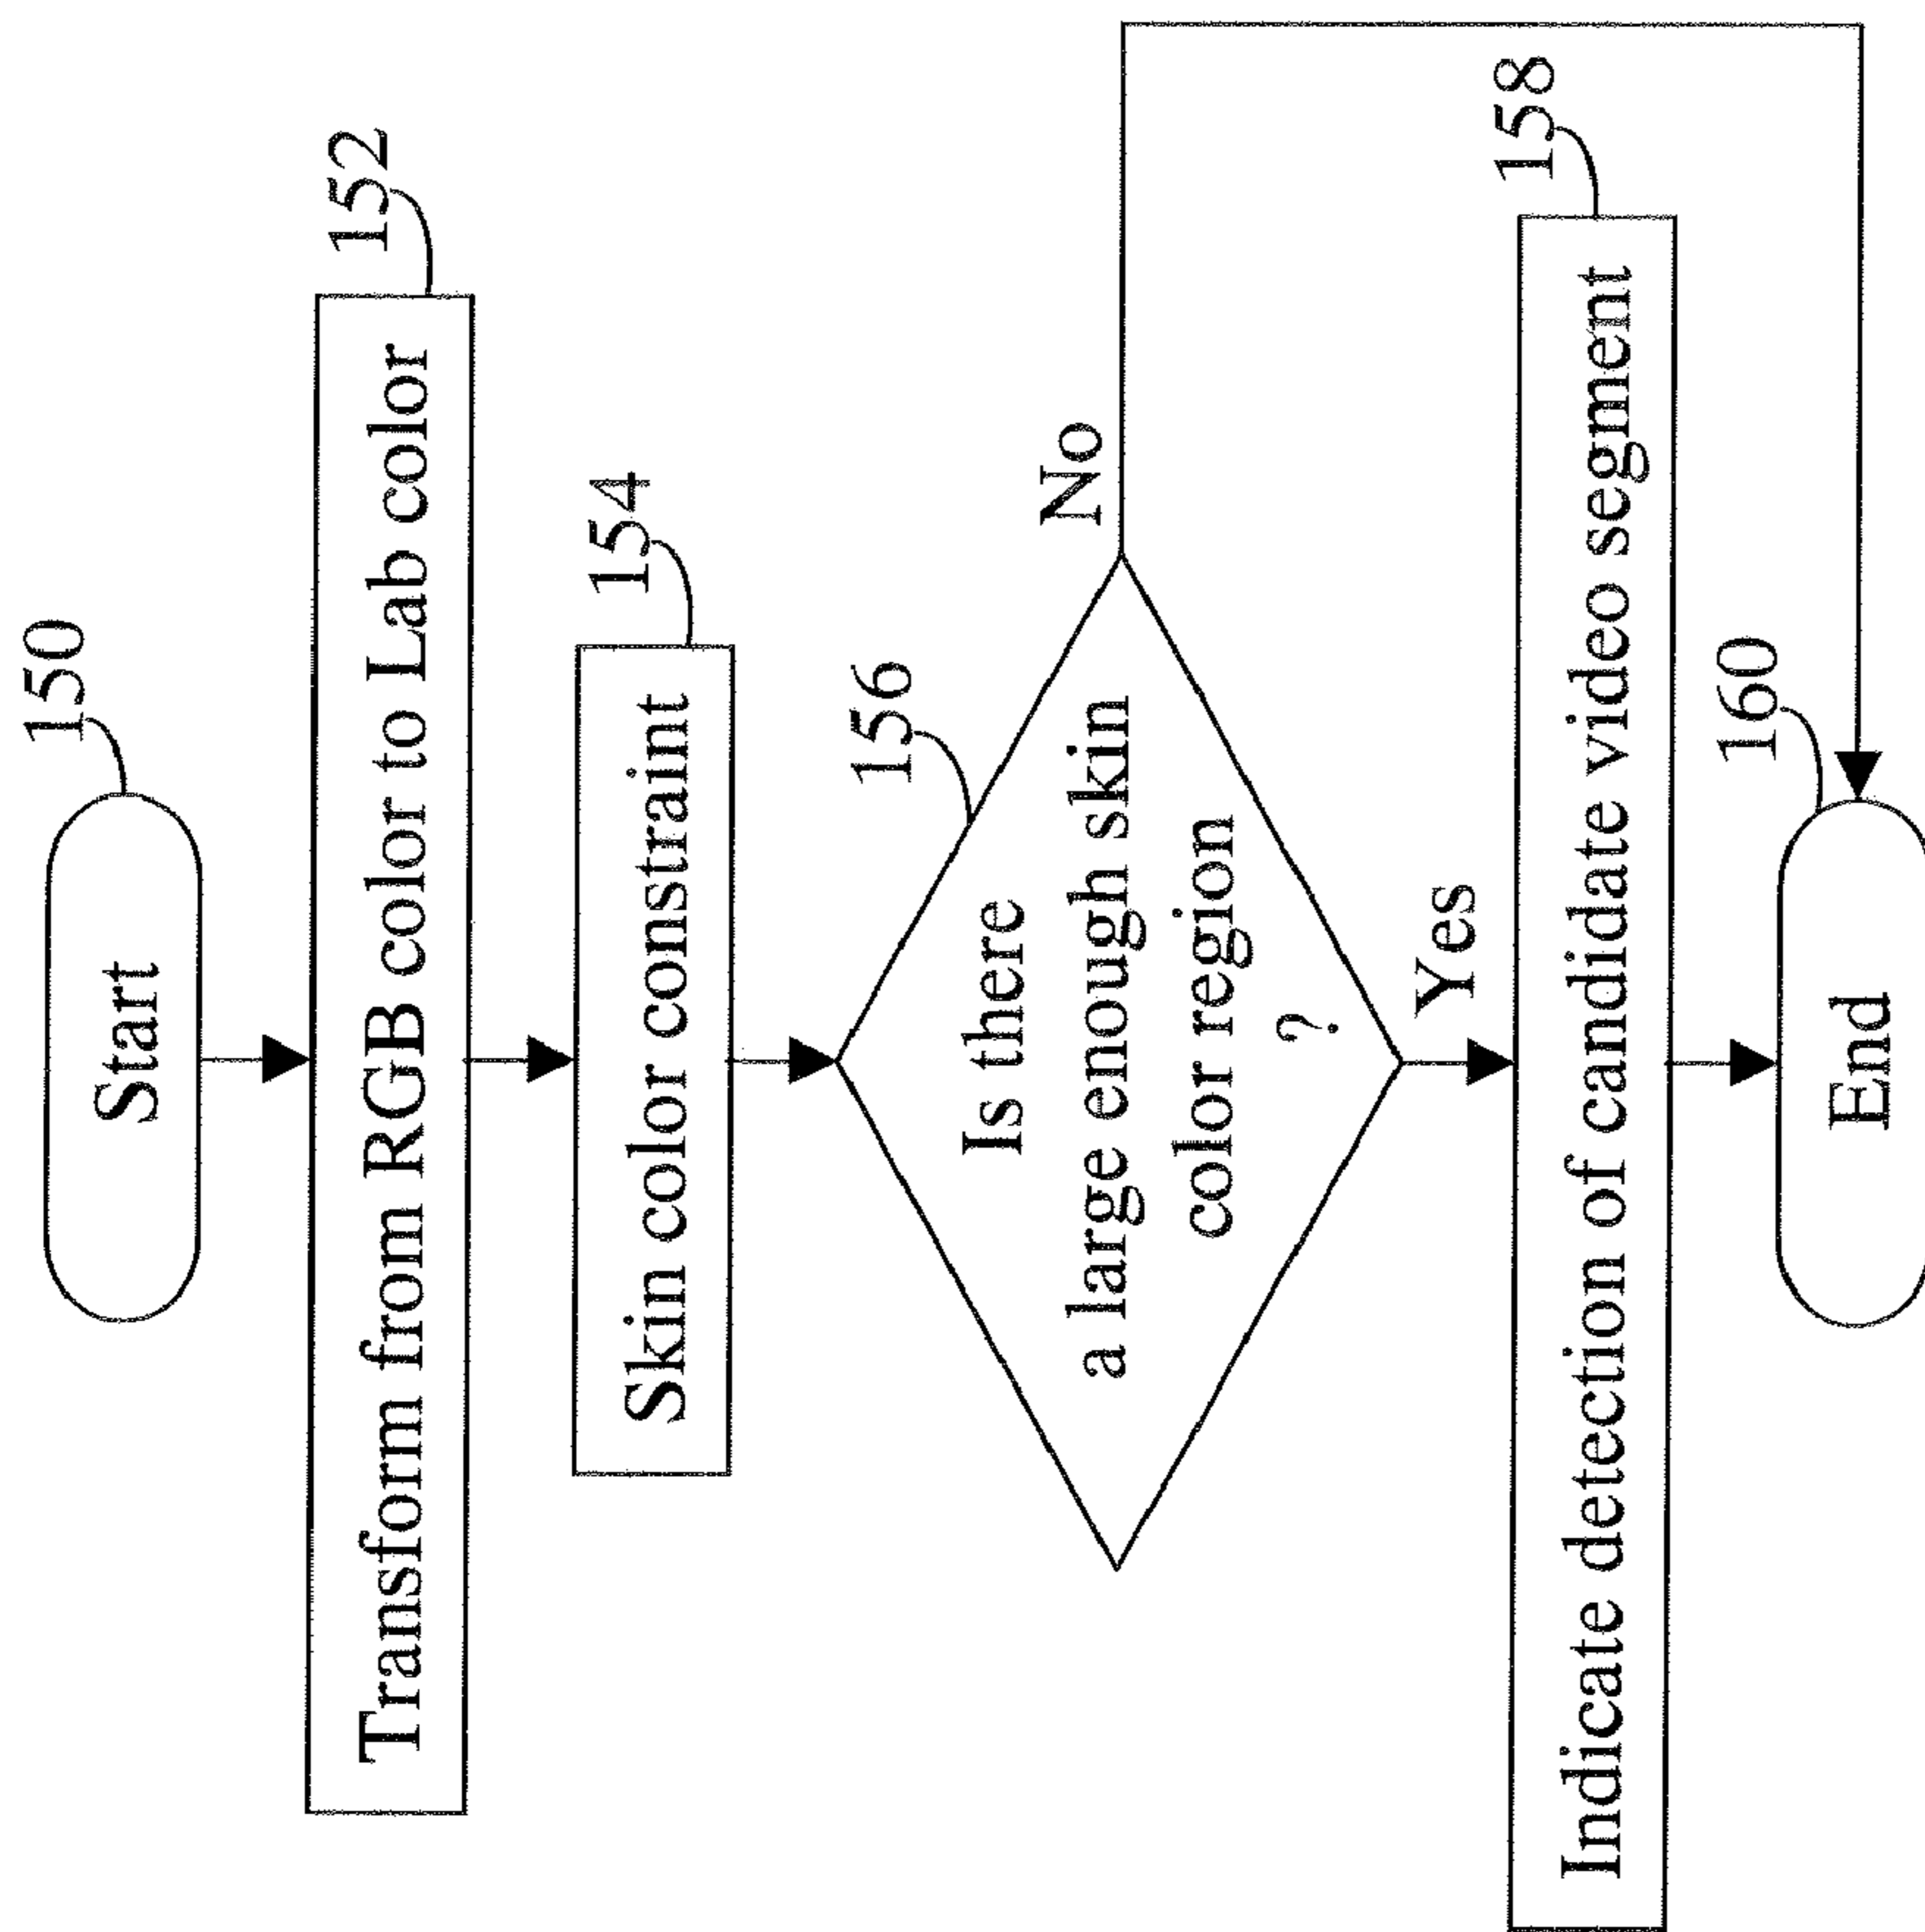 150
Start
152
Transform from RGB color to Lab color
154
Skin color constraint
156
Is there
a large enough skin
color region
?
No
Yes
158
Indicate detection of candidate video segment
160
End